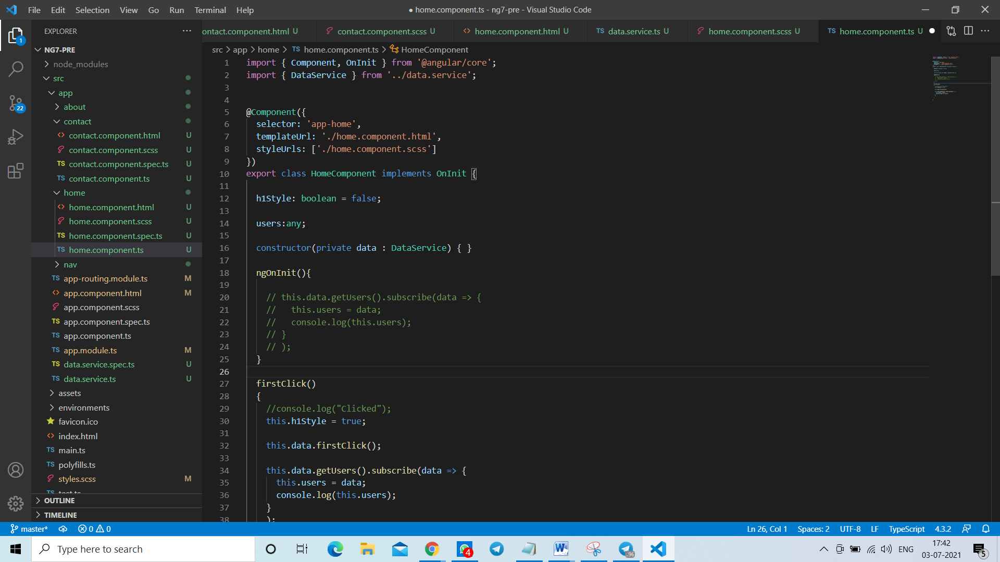 File Edit Selection View Go Run Terminal Help
● home.component.ts - ng7-pre - Visual Studio Code
EXPLORER
ontact.component.html U
contact.component.scss U
home.component.html U
TS data.service.ts U
home.component.scss U
TS home.component.ts U
src > app > home > TS home.component.ts > HomeComponent
1
NG7-PRE
node_modules
src
app
about
contact
contact.component.html U
contact.component.scss U
TS contact.component.spec.ts U
TS contact.component.ts U
home
home.component.html U
home.component.scss U
TS home.component.spec.ts U
TS home.component.ts U
nav
TS app-routing.module.ts M
app.component.html M
app.component.scss
TS app.component.spec.ts
TS app.component.ts
TS app.module.ts M
TS data.service.spec.ts U
TS data.service.ts U
assets
environments
favicon.ico
index.html
TS main.ts
TS polyfills.ts
styles.scss M
TS test.ts
OUTLINE
TIMELINE
22
1 import { Component, OnInit } from '@angular/core';
2 import { DataService } from '../data.service';
3
4
5 @Component({
6 selector: 'app-home',
7 templateUrl: './home.component.html',
8 styleUrls: ['./home.component.scss']
9 })
10 export class HomeComponent implements OnInit {
11
12 h1Style: boolean = false;
13
14 users:any;
15
16 constructor(private data : DataService) { }
17
18 ngOnInit(){
19
20 // this.data.getUsers().subscribe(data => {
21 //   this.users = data;
22 //   console.log(this.users);
23 // }
24 // );
25 }
26
27 firstClick()
28 {
29 //console.log("Clicked");
30 this.h1Style = true;
31
32 this.data.firstClick();
33
34 this.data.getUsers().subscribe(data => {
35 this.users = data;
36 console.log(this.users);
37 }
38 );
master* 0 0
Ln 26, Col 1 Spaces: 2 UTF-8 LF TypeScript 4.3.2
Type here to search
4
96
ENG
17:42
03-07-2021
5